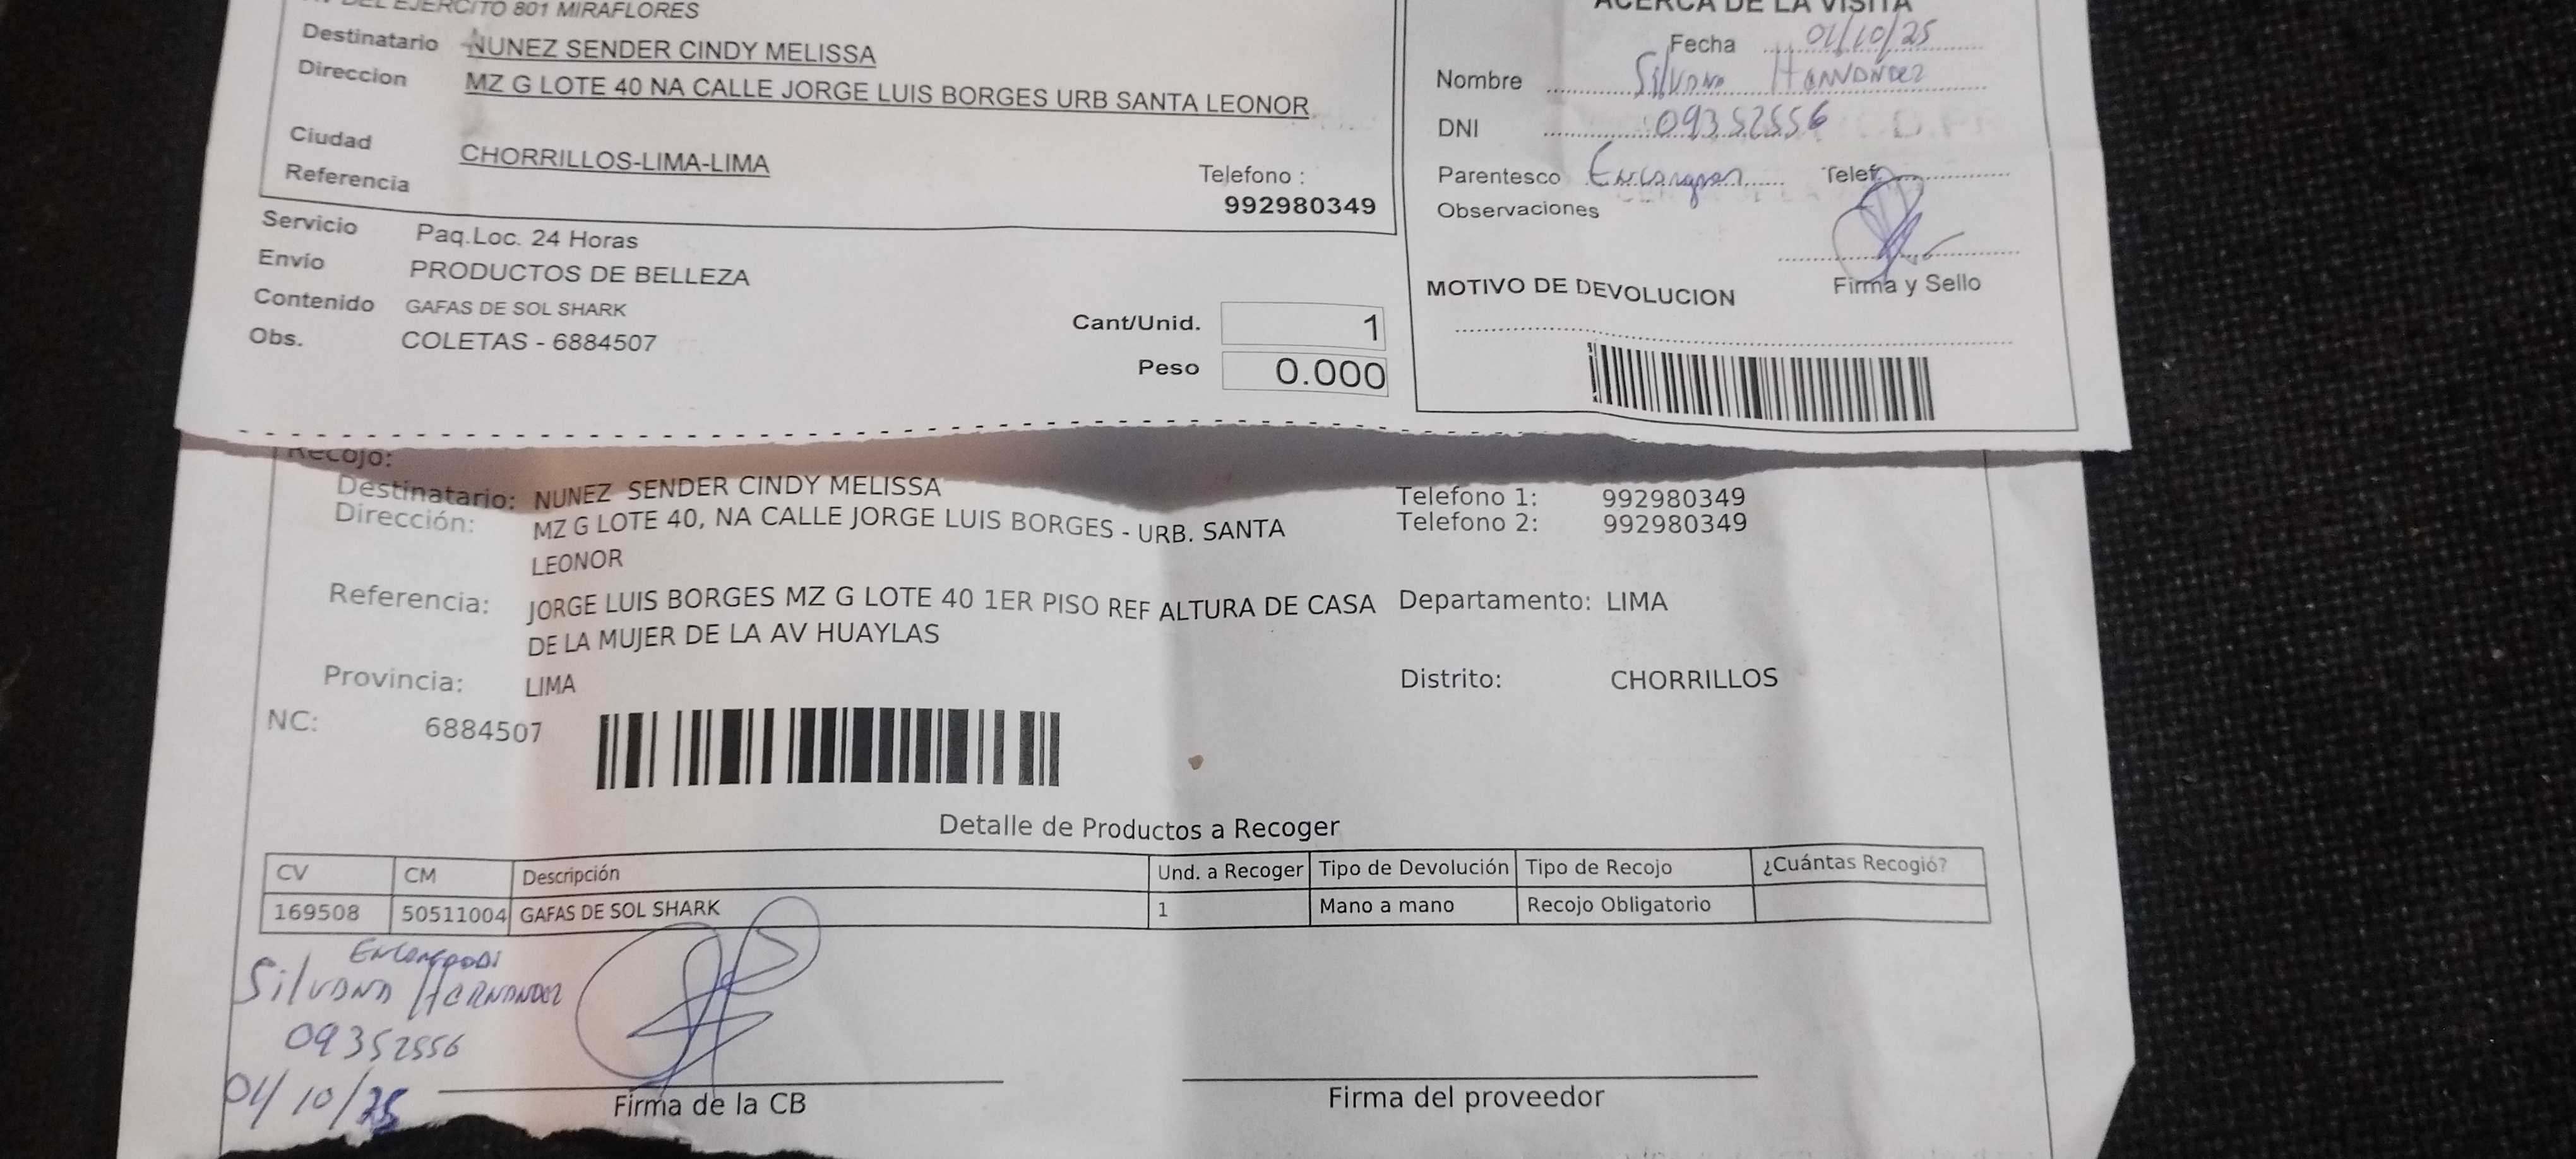 DEL EJERCITO 801 MIRAFLORES
Destinatario NUNEZ SENDER CINDY MELISSA
Direccion MZ G LOTE 40 NA CALLE JORGE LUIS BORGES URB SANTA LEONOR
Ciudad CHORRILLOS-LIMA-LIMA
Referencia
Telefono :
992980349
Servicio Paq.Loc. 24 Horas
Envio PRODUCTOS DE BELLEZA
Contenido GAFAS DE SOL SHARK
Obs. COLETAS - 6884507
Cant/Unid. 1
Peso 0.000
ACERCA DE LA VISITA
Fecha 01/10/25
Nombre Silvana Hernandez
DNI 09352556
Parentesco Telef.
Observaciones
Firma y Sello
MOTIVO DE DEVOLUCION
Recojo:
Destinatario: NUNEZ SENDER CINDY MELISSA Telefono 1: 992980349
Dirección: MZ G LOTE 40, NA CALLE JORGE LUIS BORGES - URB. SANTA Telefono 2: 992980349
LEONOR
Referencia: JORGE LUIS BORGES MZ G LOTE 40 1ER PISO REF ALTURA DE CASA Departamento: LIMA
DE LA MUJER DE LA AV HUAYLAS
Provincia: LIMA Distrito: CHORRILLOS
NC: 6884507
Detalle de Productos a Recoger
CV CM Descripción Und. a Recoger Tipo de Devolución Tipo de Recojo ¿Cuántas Recogió?
169508 50511004 GAFAS DE SOL SHARK 1 Mano a mano Recojo Obligatorio
Silvana Hernandez
09352556
Firma de la CB Firma del proveedor